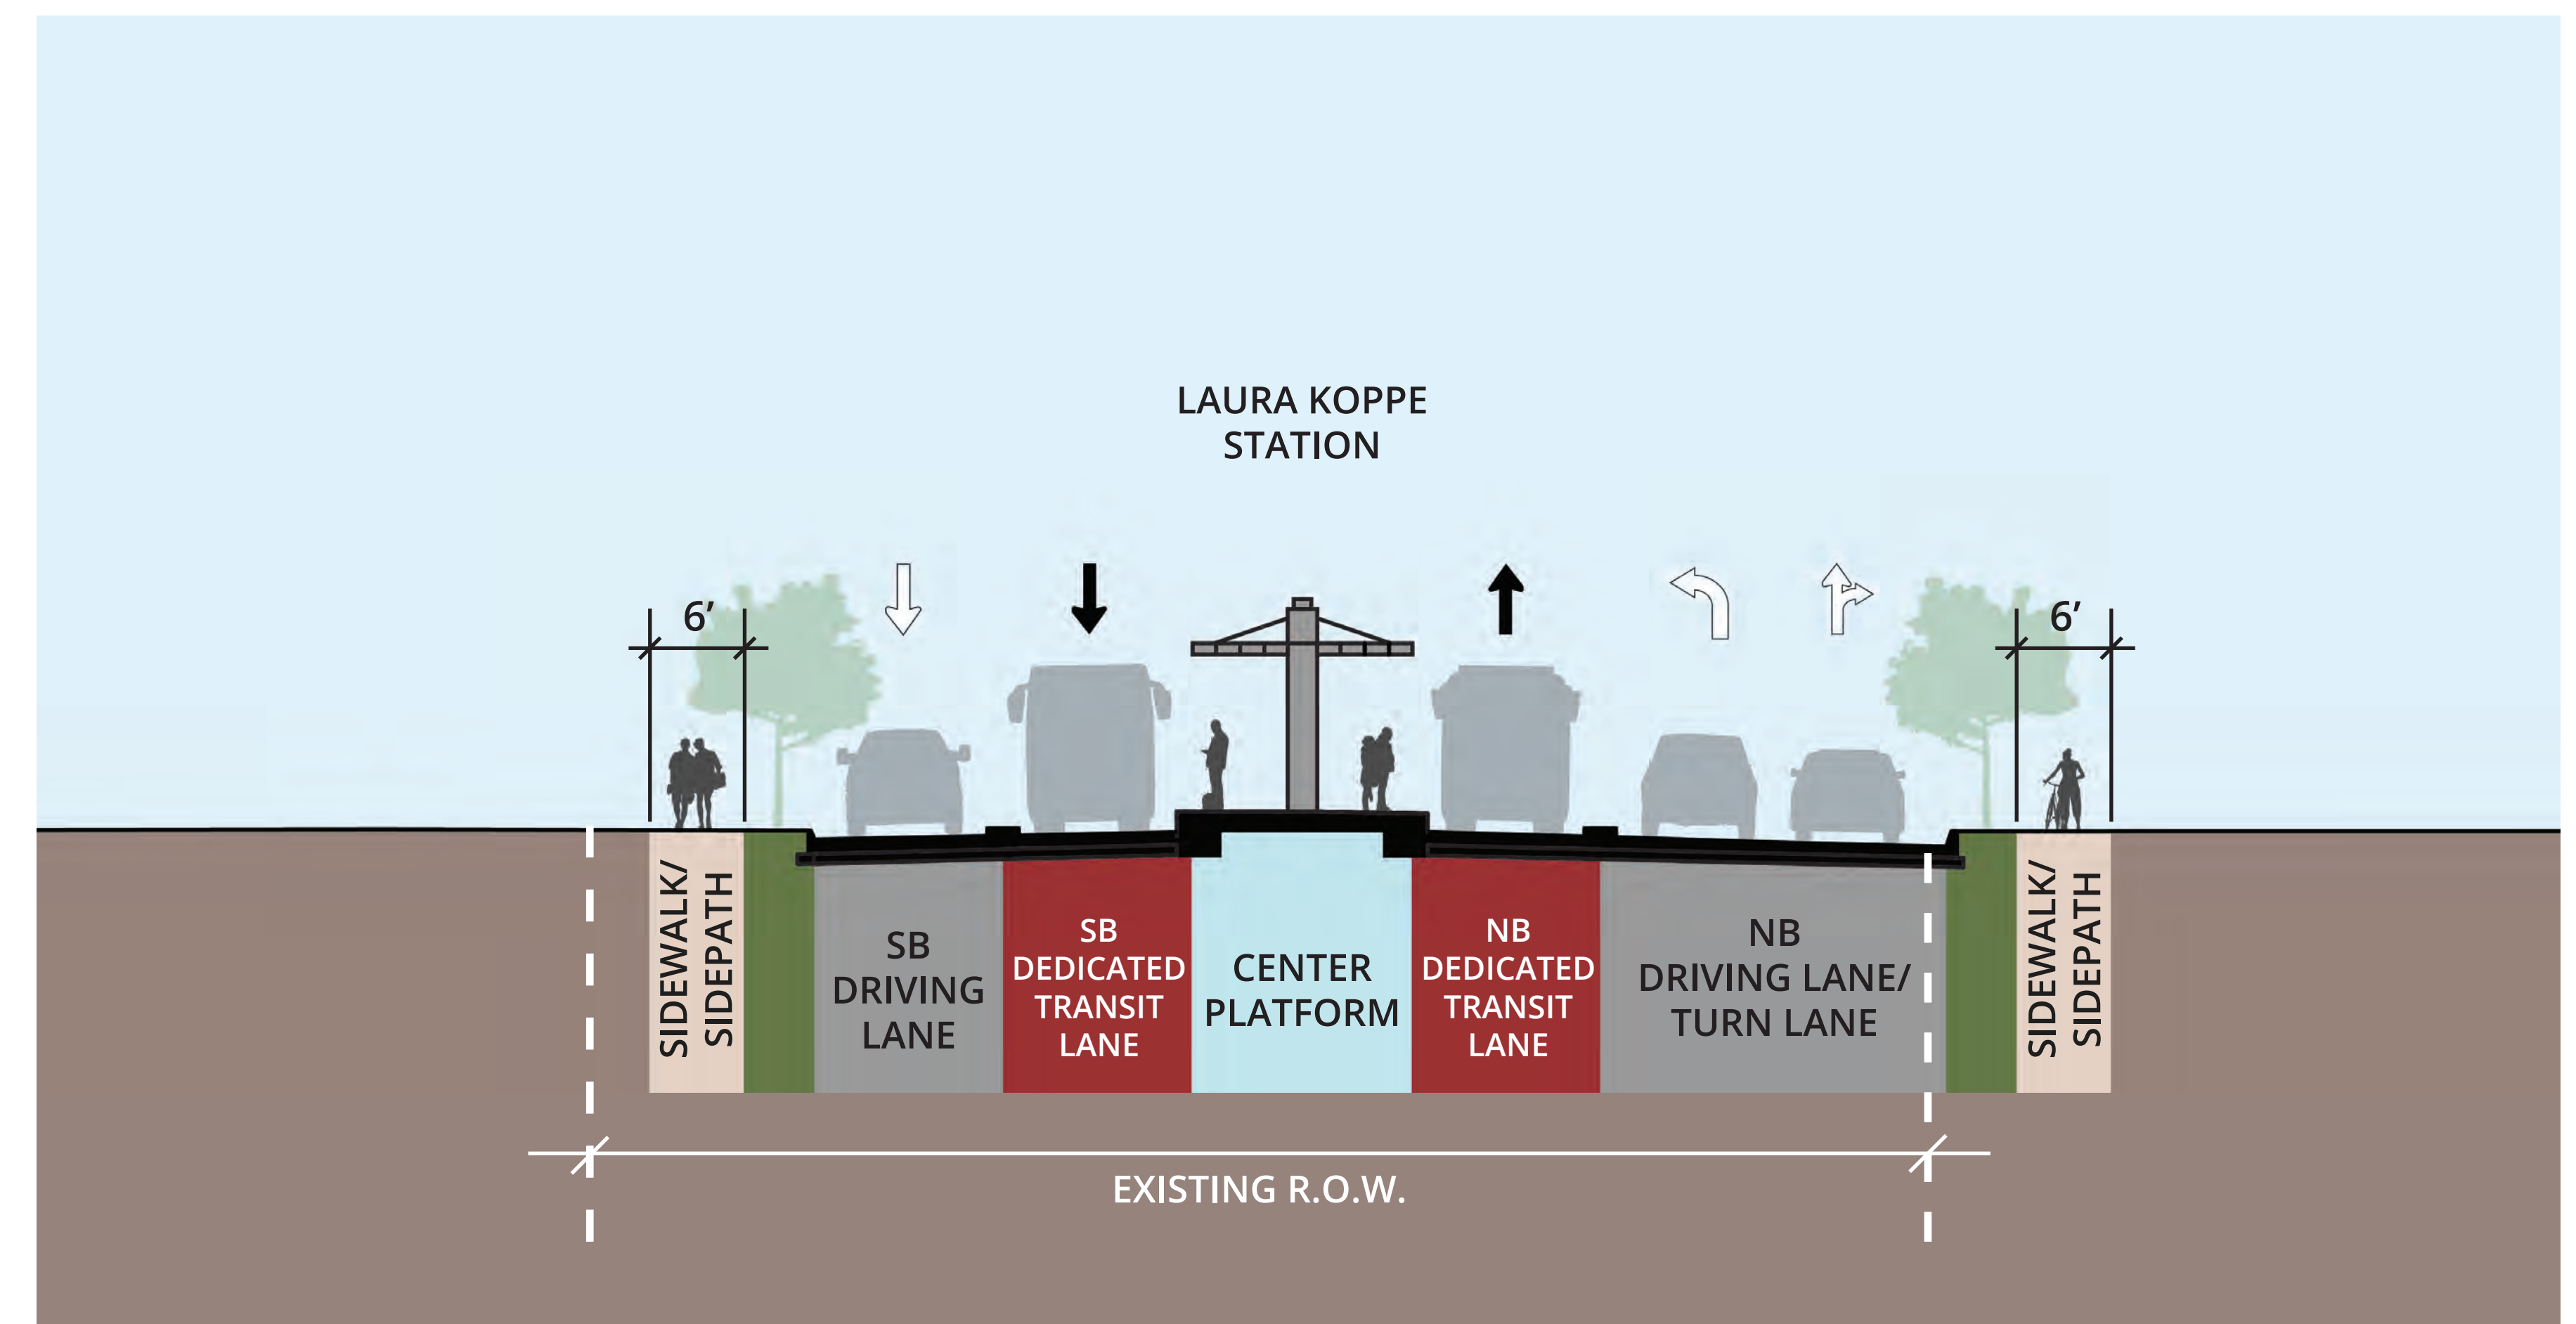 LAURA KOPPE
STATION
6’
6’
SIDEWALK/
SIDEPATH
SB
DRIVING
LANE
SB
DEDICATED
TRANSIT
LANE
CENTER
PLATFORM
NB
DEDICATED
TRANSIT
LANE
NB
DRIVING LANE/
TURN LANE
SIDEWALK/
SIDEPATH
EXISTING R.O.W.